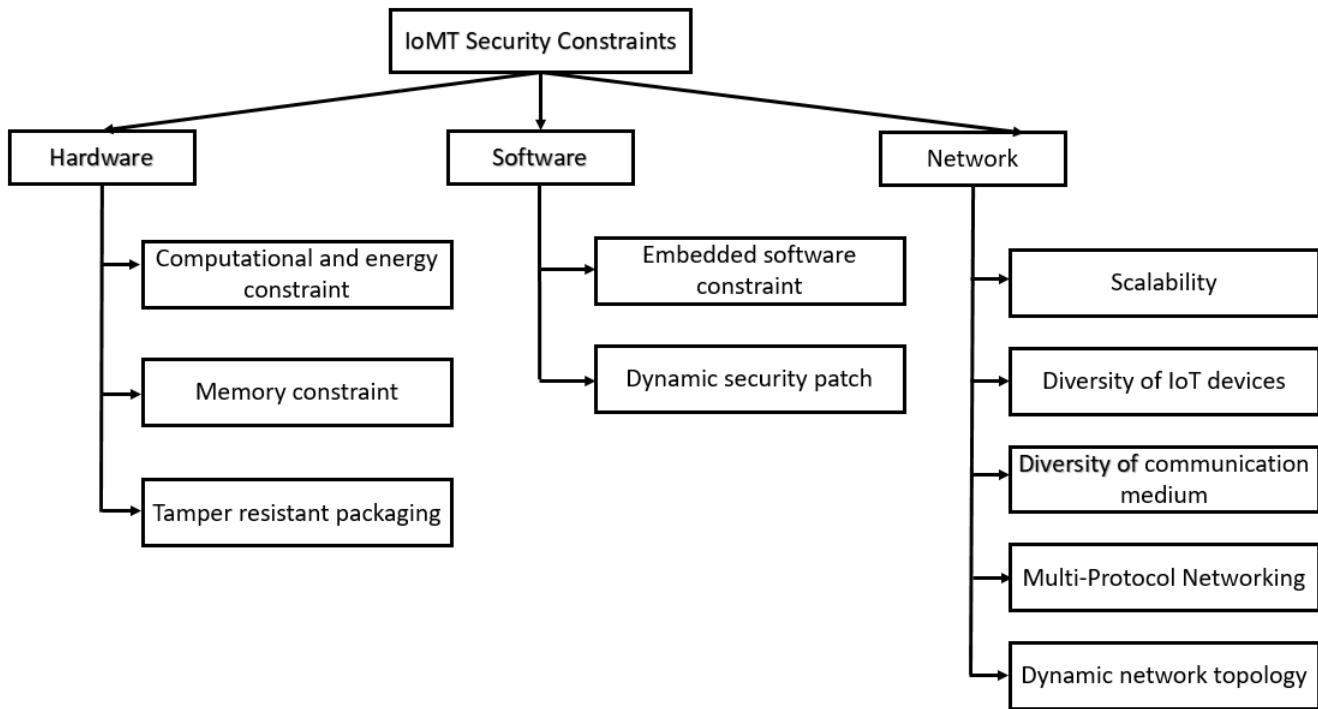 IoMT Security Constraints
Hardware
Software
Network
Computational and energy
constraint
Memory constraint
Tamper resistant packaging
Embedded software
constraint
Dynamic security patch
Scalability
Diversity of IoT devices
Diversity of communication
medium
Multi-Protocol Networking
Dynamic network topology